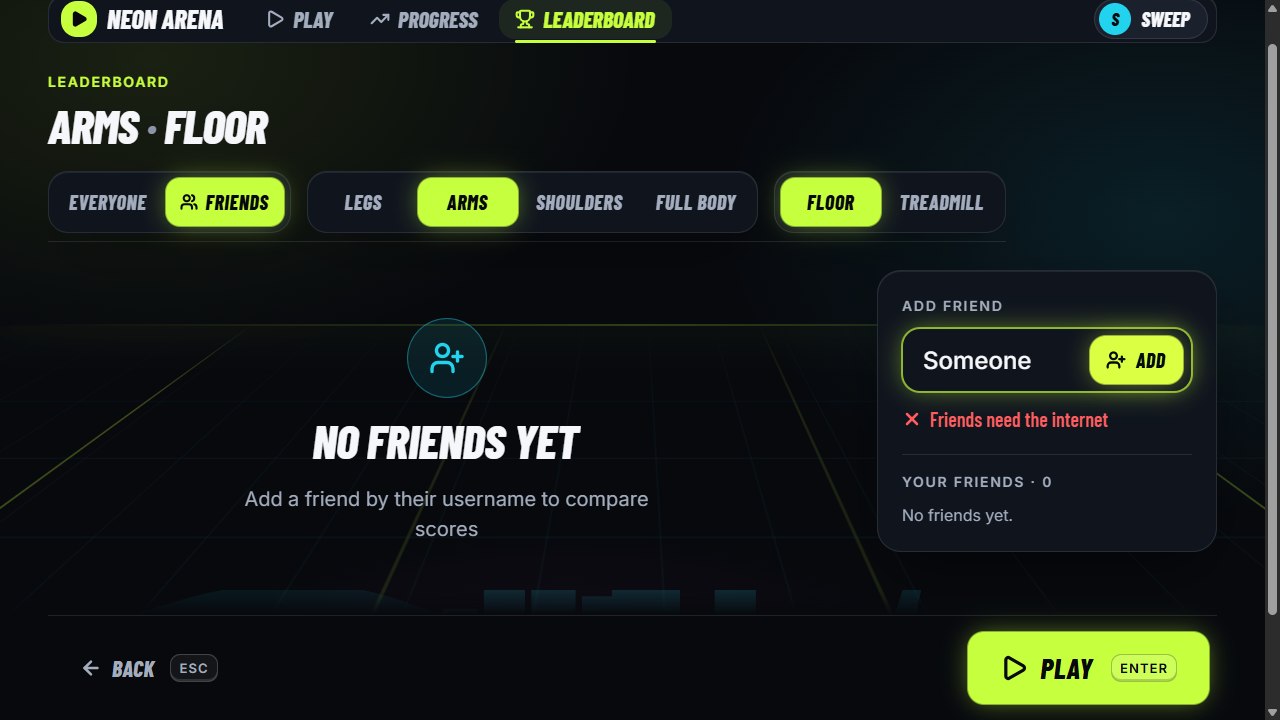 NEON ARENA
PLAY
PROGRESS
LEADERBOARD
S
SWEEP
LEADERBOARD
ARMS · FLOOR
EVERYONE
FRIENDS
LEGS
ARMS
SHOULDERS
FULL BODY
FLOOR
TREADMILL
NO FRIENDS YET
Add a friend by their username to compare
scores
ADD FRIEND
Someone
ADD
Friends need the internet
YOUR FRIENDS · 0
No friends yet.
BACK
ESC
PLAY
ENTER